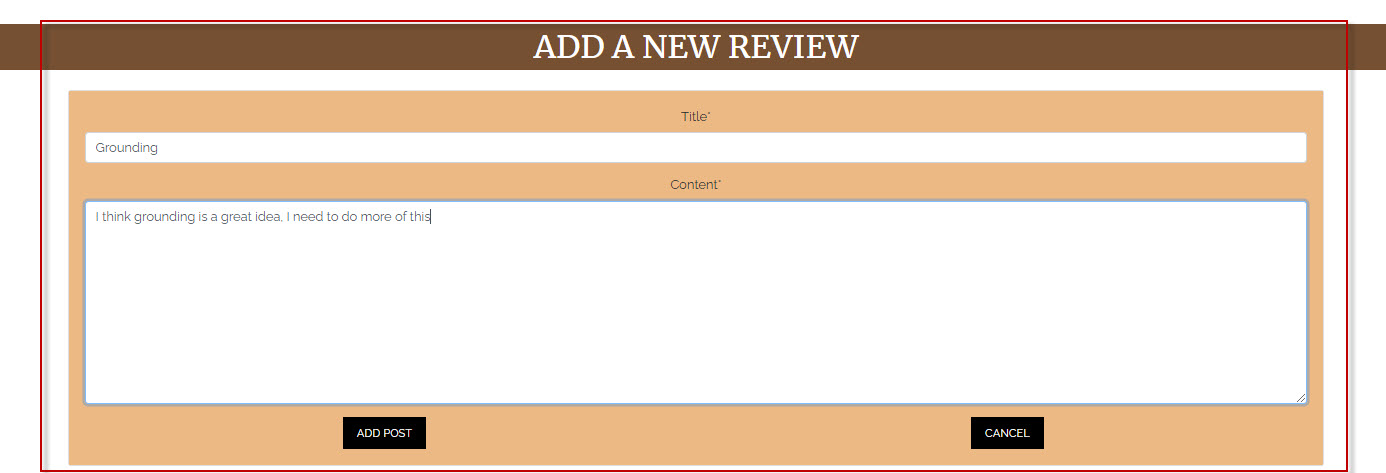 ADD A NEW REVIEW
Title*
Grounding
Content*
I think grounding is a great idea, I need to do more of this
ADD POST
CANCEL